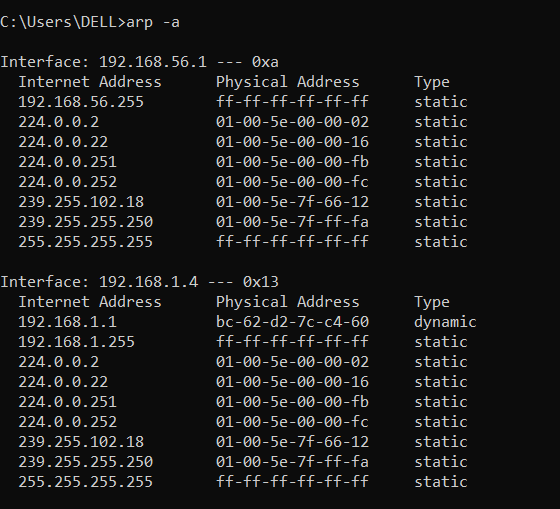 C:\Users\DELL>arp -a
Interface: 192.168.56.1 --- 0xa
Internet Address Physical Address Type
192.168.56.255 ff-ff-ff-ff-ff-ff static
224.0.0.2 01-00-5e-00-00-02 static
224.0.0.22 01-00-5e-00-00-16 static
224.0.0.251 01-00-5e-00-00-fb static
224.0.0.252 01-00-5e-00-00-fc static
239.255.102.18 01-00-5e-7f-66-12 static
239.255.255.250 01-00-5e-7f-ff-fa static
255.255.255.255 ff-ff-ff-ff-ff-ff static
Interface: 192.168.1.4 --- 0x13
Internet Address Physical Address Type
192.168.1.1 bc-62-d2-7c-c4-60 dynamic
192.168.1.255 ff-ff-ff-ff-ff-ff static
224.0.0.2 01-00-5e-00-00-02 static
224.0.0.22 01-00-5e-00-00-16 static
224.0.0.251 01-00-5e-00-00-fb static
224.0.0.252 01-00-5e-00-00-fc static
239.255.102.18 01-00-5e-7f-66-12 static
239.255.255.250 01-00-5e-7f-ff-fa static
255.255.255.255 ff-ff-ff-ff-ff-ff static